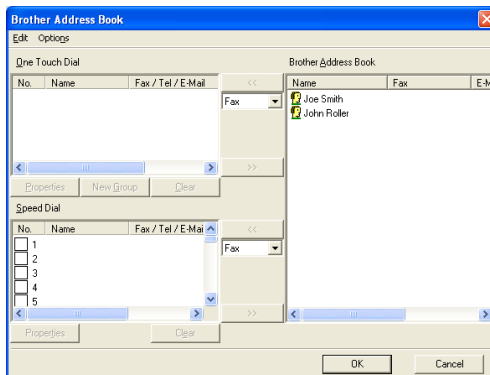 Brother Address Book
Edit Options
One Touch Dial
No. Name Fax / Tel / E-Mail
<<
Fax
>>
Properties New Group Clear
Speed Dial
No. Name Fax / Tel / E-Mai
1
2
3
4
5
<<
Fax
>>
Properties Clear
Brother Address Book
Name Fax E-M
Joe Smith
John Roller
OK Cancel